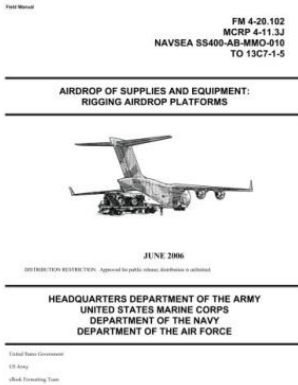 Field Manual
FM 4-20.102
MCRP 4-11.3J
NAVSEA SS400-AB-MMO-010
TO 13C7-1-5
AIRDROP OF SUPPLIES AND EQUIPMENT:
RIGGING AIRDROP PLATFORMS
JUNE 2006
DISTRIBUTION RESTRICTION. Approved for public release; distribution is unlimited.
HEADQUARTERS DEPARTMENT OF THE ARMY
UNITED STATES MARINE CORPS
DEPARTMENT OF THE NAVY
DEPARTMENT OF THE AIR FORCE
United States Government
US Army
eBook Formatting Team